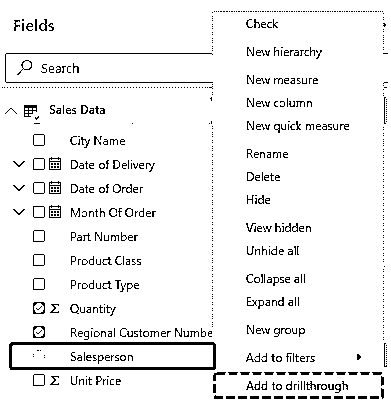 Fields
Search
Sales Data
City Name
Date of Delivery
Date of Order
Month Of Order
Part Number
Product Class
Product Type
Σ Quantity
Regional Customer Numbe
Salesperson
Σ Unit Price
Check
New hierarchy
New measure
New column
New quick measure
Rename
Delete
Hide
View hidden
Unhide all
Collapse all
Expand all
New group
Add to filters
Add to drillthrough